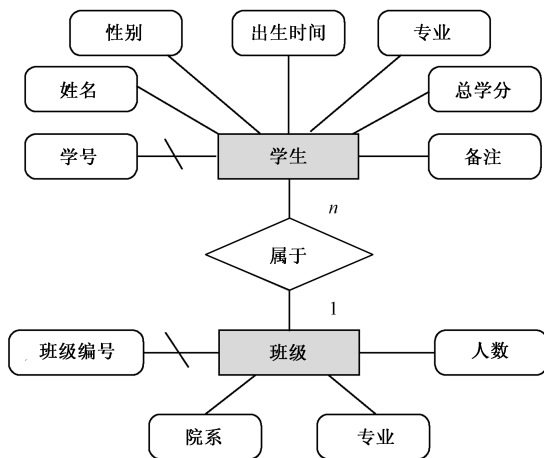 性别
出生时间
专业
姓名
总学分
学号
学生
备注
n
属于
1
班级编号
班级
人数
院系
专业